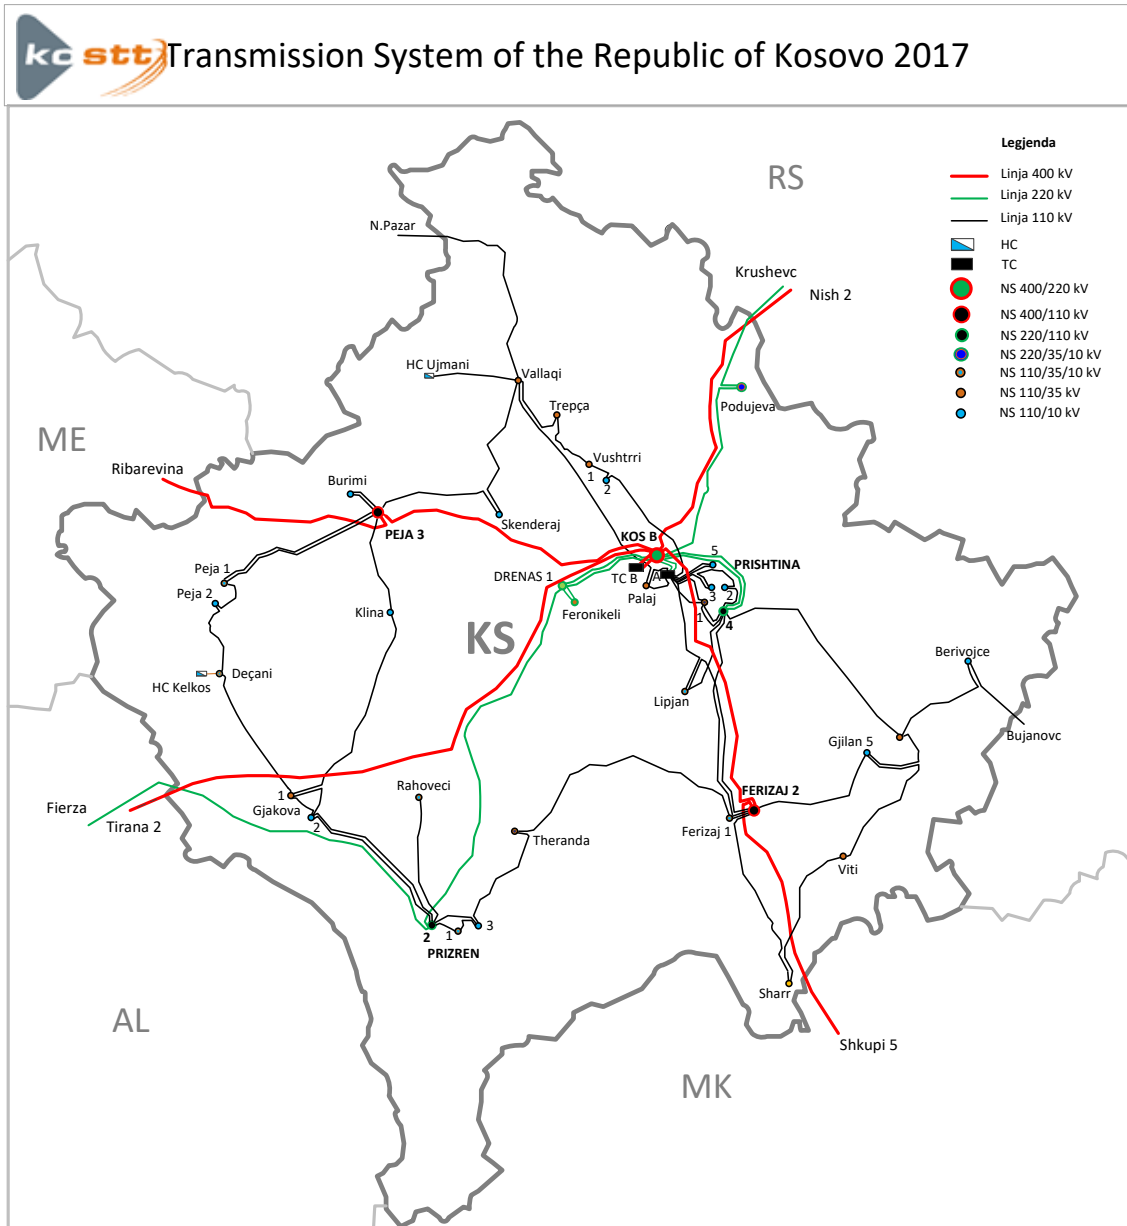 kostt
Transmission System of the Republic of Kosovo 2017
Legjenda
Linja 400 kV
Linja 220 kV
Linja 110 kV
HC
TC
NS 400/220 kV
NS 400/110 kV
NS 220/110 kV
NS 220/35/10 kV
NS 110/35/10 kV
NS 110/35 kV
NS 110/10 kV
RS
N.Pazar
Krushevc
Nish 2
HC Ujmani
Vallaqi
Podujeva
Trepça
ME
Ribarevina
Vushtrri
1
2
Burimi
Skenderaj
PEJA 3
KOS B
5
PRISHTINA
TC B
A
Peja 1
DRENAS 1
Palaj
3
2
Peja 2
Feronikeli
1
4
Klina
KS
Berivojce
HC Kelkos
Deçani
Lipjan
Bujanovc
Gjilan 5
Fierza
Tirana 2
1
Gjakova
2
Rahoveci
FERIZAJ 2
Ferizaj 1
Theranda
Viti
2
1
3
PRIZREN
Sharr
AL
Shkupi 5
MK